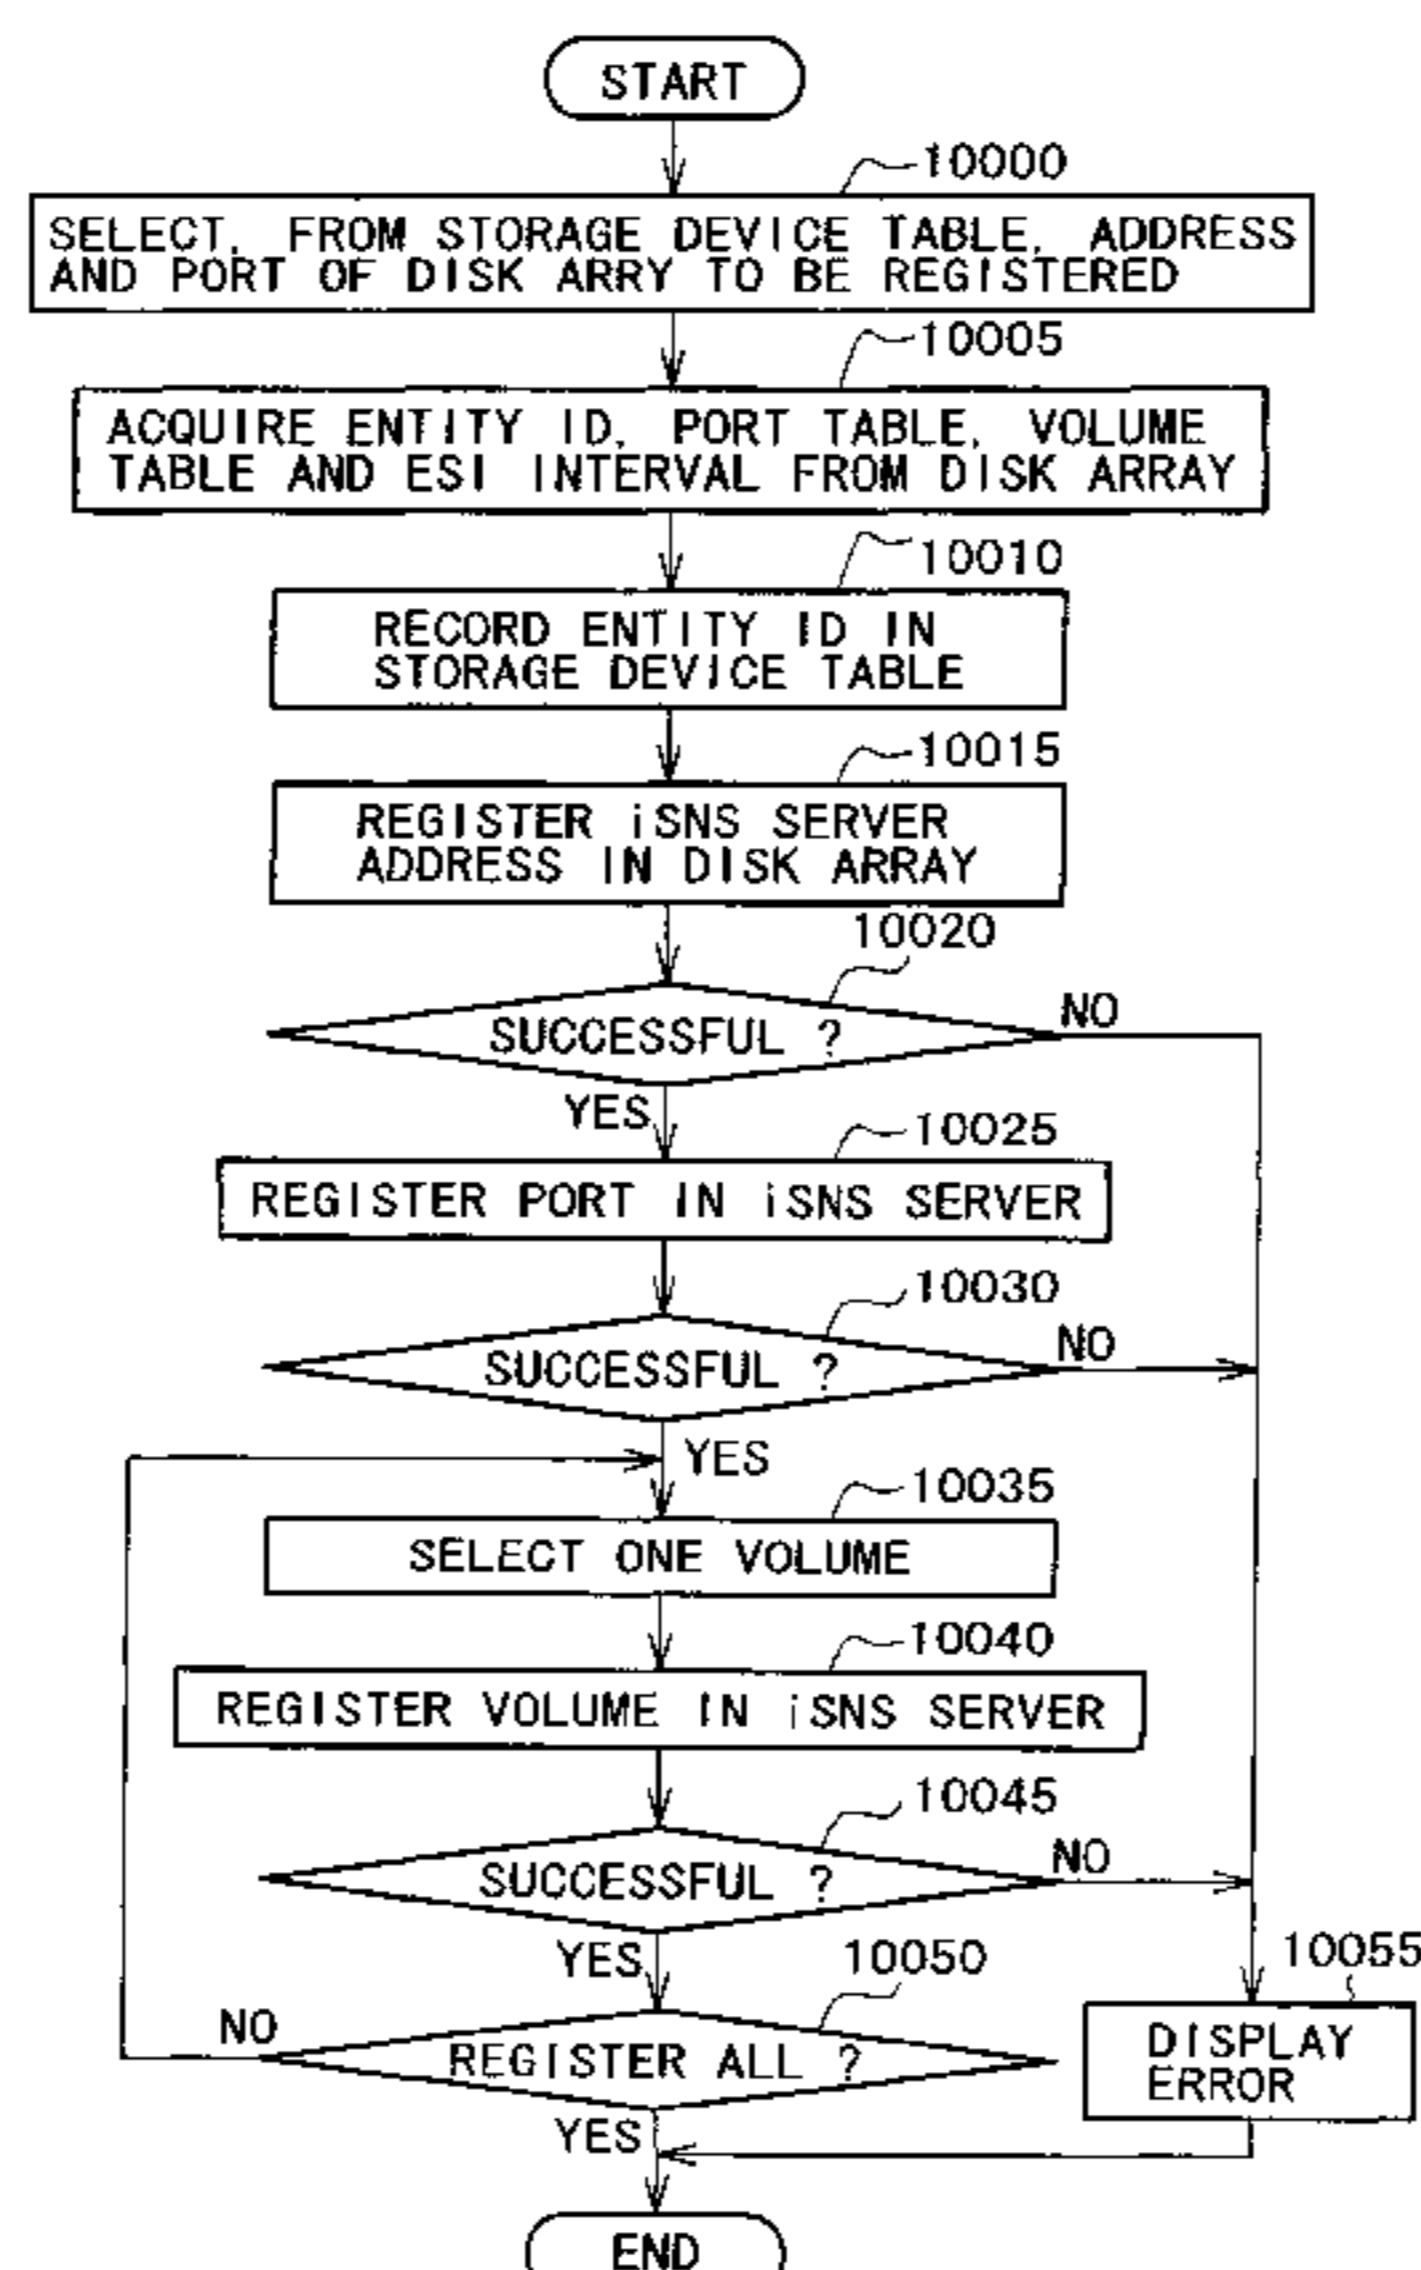 START
10000
SELECT, FROM STORAGE DEVICE TABLE, ADDRESS
AND PORT OF DISK ARRY TO BE REGISTERED
10005
ACQUIRE ENTITY ID, PORT TABLE, VOLUME
TABLE AND ESI INTERVAL FROM DISK ARRAY
10010
RECORD ENTITY ID IN
STORAGE DEVICE TABLE
10015
REGISTER iSNS SERVER
ADDRESS IN DISK ARRAY
10020
SUCCESSFUL ?
NO
YES
10025
REGISTER PORT IN iSNS SERVER
10030
SUCCESSFUL ?
NO
YES
10035
SELECT ONE VOLUME
10040
REGISTER VOLUME IN iSNS SERVER
10045
SUCCESSFUL ?
NO
YES
10050
REGISTER ALL ?
NO
YES
10055
DISPLAY
ERROR
END